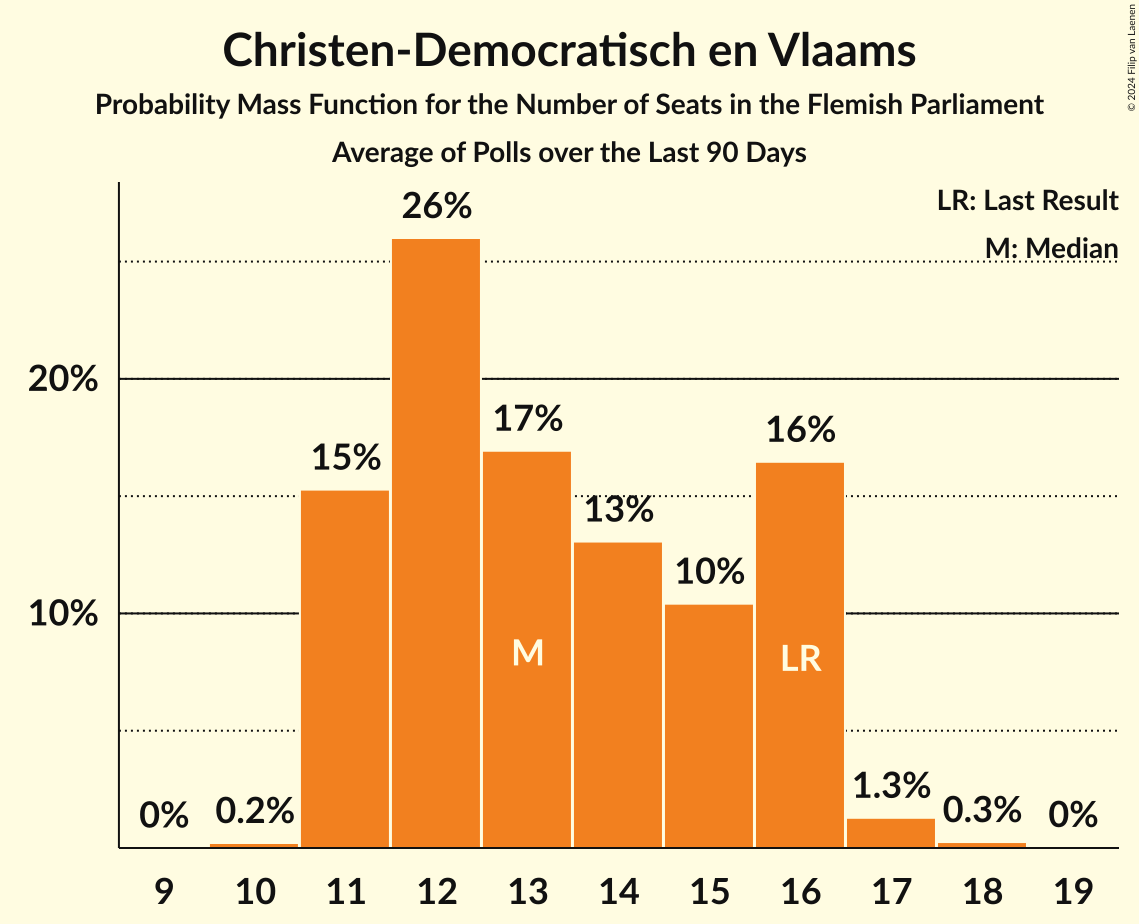 Christen-Democratisch en Vlaams
Probability Mass Function for the Number of Seats in the Flemish Parliament
Average of Polls over the Last 90 Days
© 2024 Filip van Laenen
LR: Last Result
M: Median
26%
20%
17%
16%
15%
13%
10%
10%
M
LR
1.3%
0%
0.2%
0.3%
0%
9 10 11 12 13 14 15 16 17 18 19